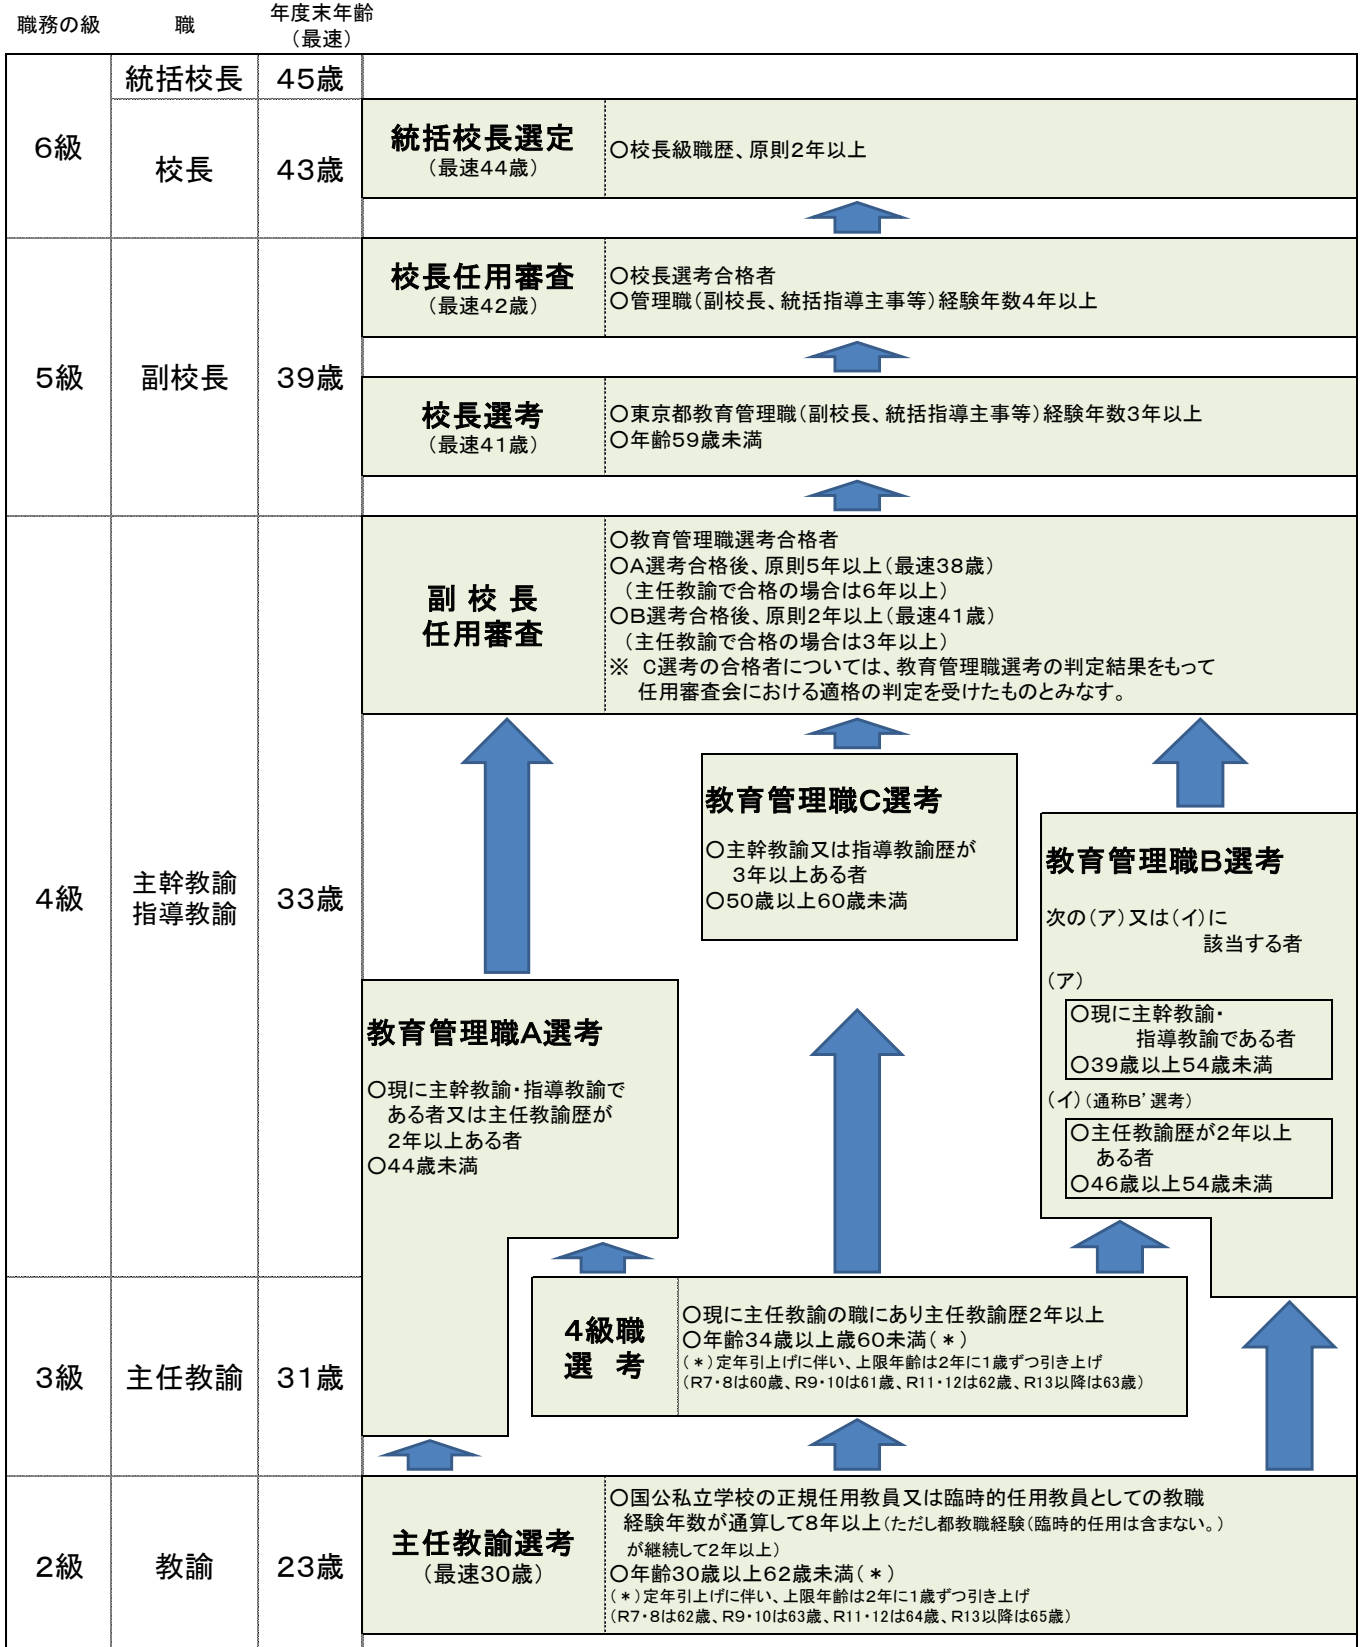 職務の級 職 年度末年齢
（最速）
統括校長 45歳
6級 校長 43歳
統括校長選定
（最速44歳）
○校長級職歴、原則2年以上
5級 副校長 39歳
校長任用審査
（最速42歳）
○校長選考合格者
○管理職（副校長、統括指導主事等）経験年数4年以上
校長選考
（最速41歳）
○東京都教育管理職（副校長、統括指導主事等）経験年数3年以上
○年齢59歳未満
4級 主幹教諭
指導教諭
33歳
副 校 長
任用審査
○教育管理職選考合格者
○A選考合格後、原則5年以上（最速38歳）
（主任教諭で合格の場合は6年以上）
○B選考合格後、原則2年以上（最速41歳）
（主任教諭で合格の場合は3年以上）
※ C選考の合格者については、教育管理職選考の判定結果をもって
任用審査会における適格の判定を受けたものとみなす。
教育管理職C選考
○主幹教諭又は指導教諭歴が
3年以上ある者
○50歳以上60歳未満
教育管理職B選考
次の（ア）又は（イ）に
該当する者
（ア）
○現に主幹教諭・
指導教諭である者
○39歳以上54歳未満
（イ）（通称B’選考）
○主任教諭歴が2年以上
ある者
○46歳以上54歳未満
教育管理職A選考
○現に主幹教諭・指導教諭で
ある者又は主任教諭歴が
2年以上ある者
○44歳未満
3級 主任教諭 31歳
4級職
選 考
○現に主任教諭の職にあり主任教諭歴2年以上
○年齢34歳以上歳60未満（＊）
（＊）定年引上げに伴い、上限年齢は2年に1歳ずつ引き上げ
（R7・8は60歳、R9・10は61歳、R11・12は62歳、R13以降は63歳）
2級 教諭 23歳
主任教諭選考
（最速30歳）
○国公私立学校の正規任用教員又は臨時的任用教員としての教職
経験年数が通算して8年以上（ただし都教職経験（臨時的任用は含まない。）
が継続して2年以上）
○年齢30歳以上62歳未満（＊）
（＊）定年引上げに伴い、上限年齢は2年に1歳ずつ引き上げ
（R7・8は62歳、R9・10は63歳、R11・12は64歳、R13以降は65歳）